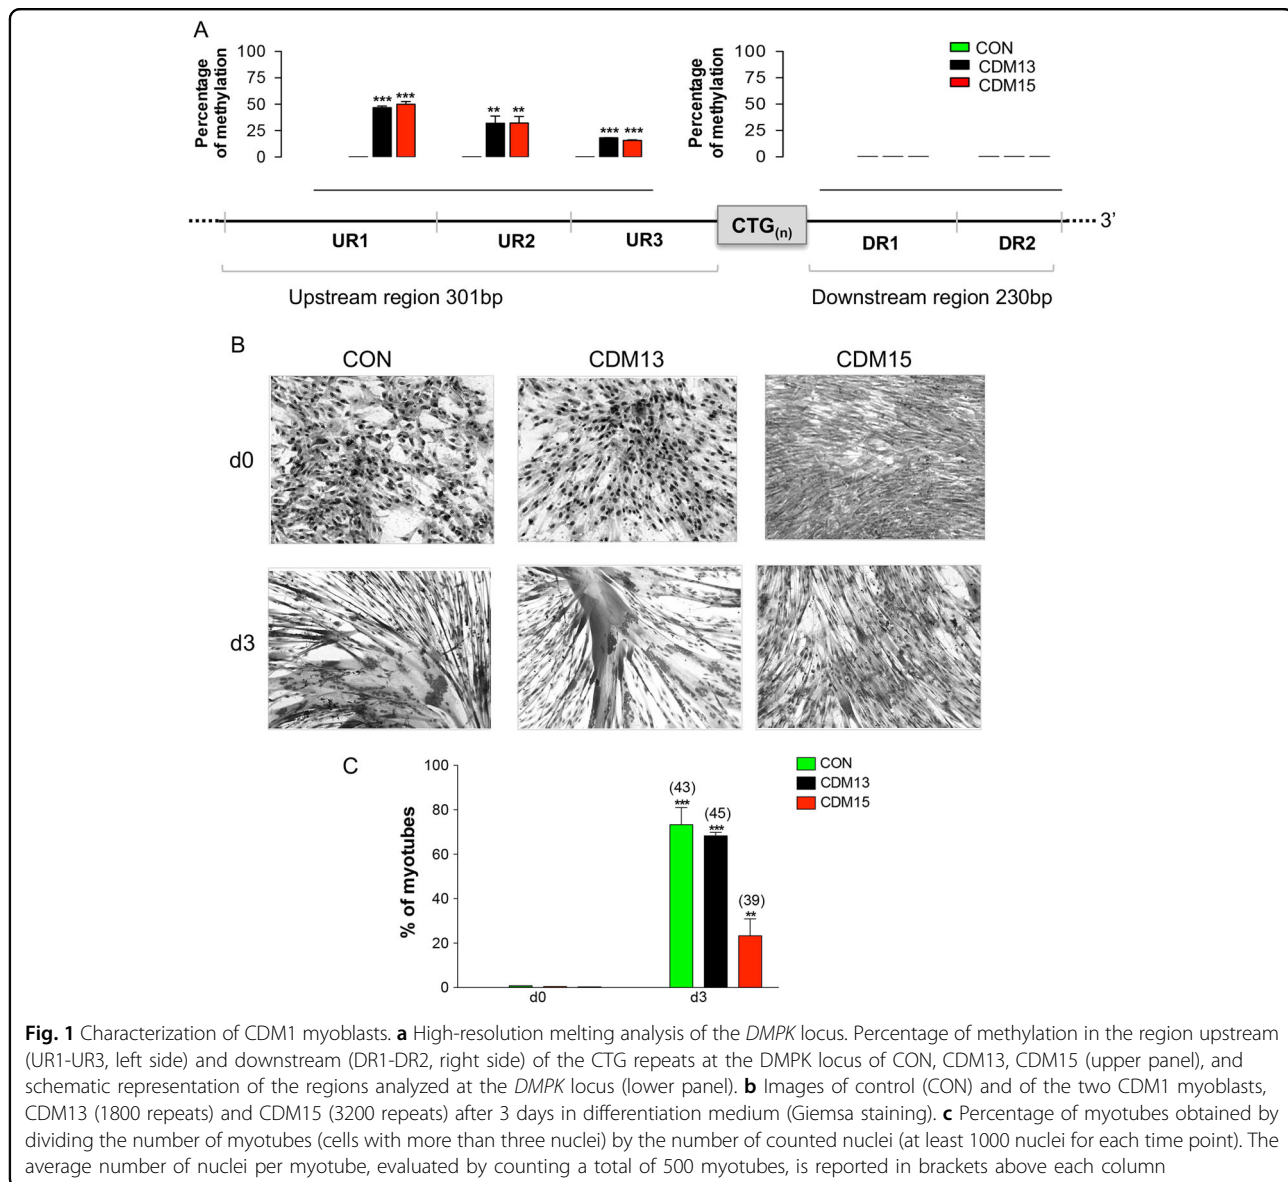 A
Percentage
of methylation
100
75
50
25
0
***
***
**
**
***
***
Percentage
of methylation
100
75
50
25
0
CON
CDM13
CDM15
UR1
UR2
UR3
CTG(n)
DR1
DR2
3’
Upstream region 301bp
Downstream region 230bp
B
CON
CDM13
CDM15
d0
d3
C
% of myotubes
100
80
60
40
20
0
(43)
***
(45)
***
(39)
**
d0
d3
CON
CDM13
CDM15
Fig. 1 Characterization of CDM1 myoblasts. a High-resolution melting analysis of the DMPK locus. Percentage of methylation in the region upstream
(UR1-UR3, left side) and downstream (DR1-DR2, right side) of the CTG repeats at the DMPK locus of CON, CDM13, CDM15 (upper panel), and
schematic representation of the regions analyzed at the DMPK locus (lower panel). b Images of control (CON) and of the two CDM1 myoblasts,
CDM13 (1800 repeats) and CDM15 (3200 repeats) after 3 days in differentiation medium (Giemsa staining). c Percentage of myotubes obtained by
dividing the number of myotubes (cells with more than three nuclei) by the number of counted nuclei (at least 1000 nuclei for each time point). The
average number of nuclei per myotube, evaluated by counting a total of 500 myotubes, is reported in brackets above each column